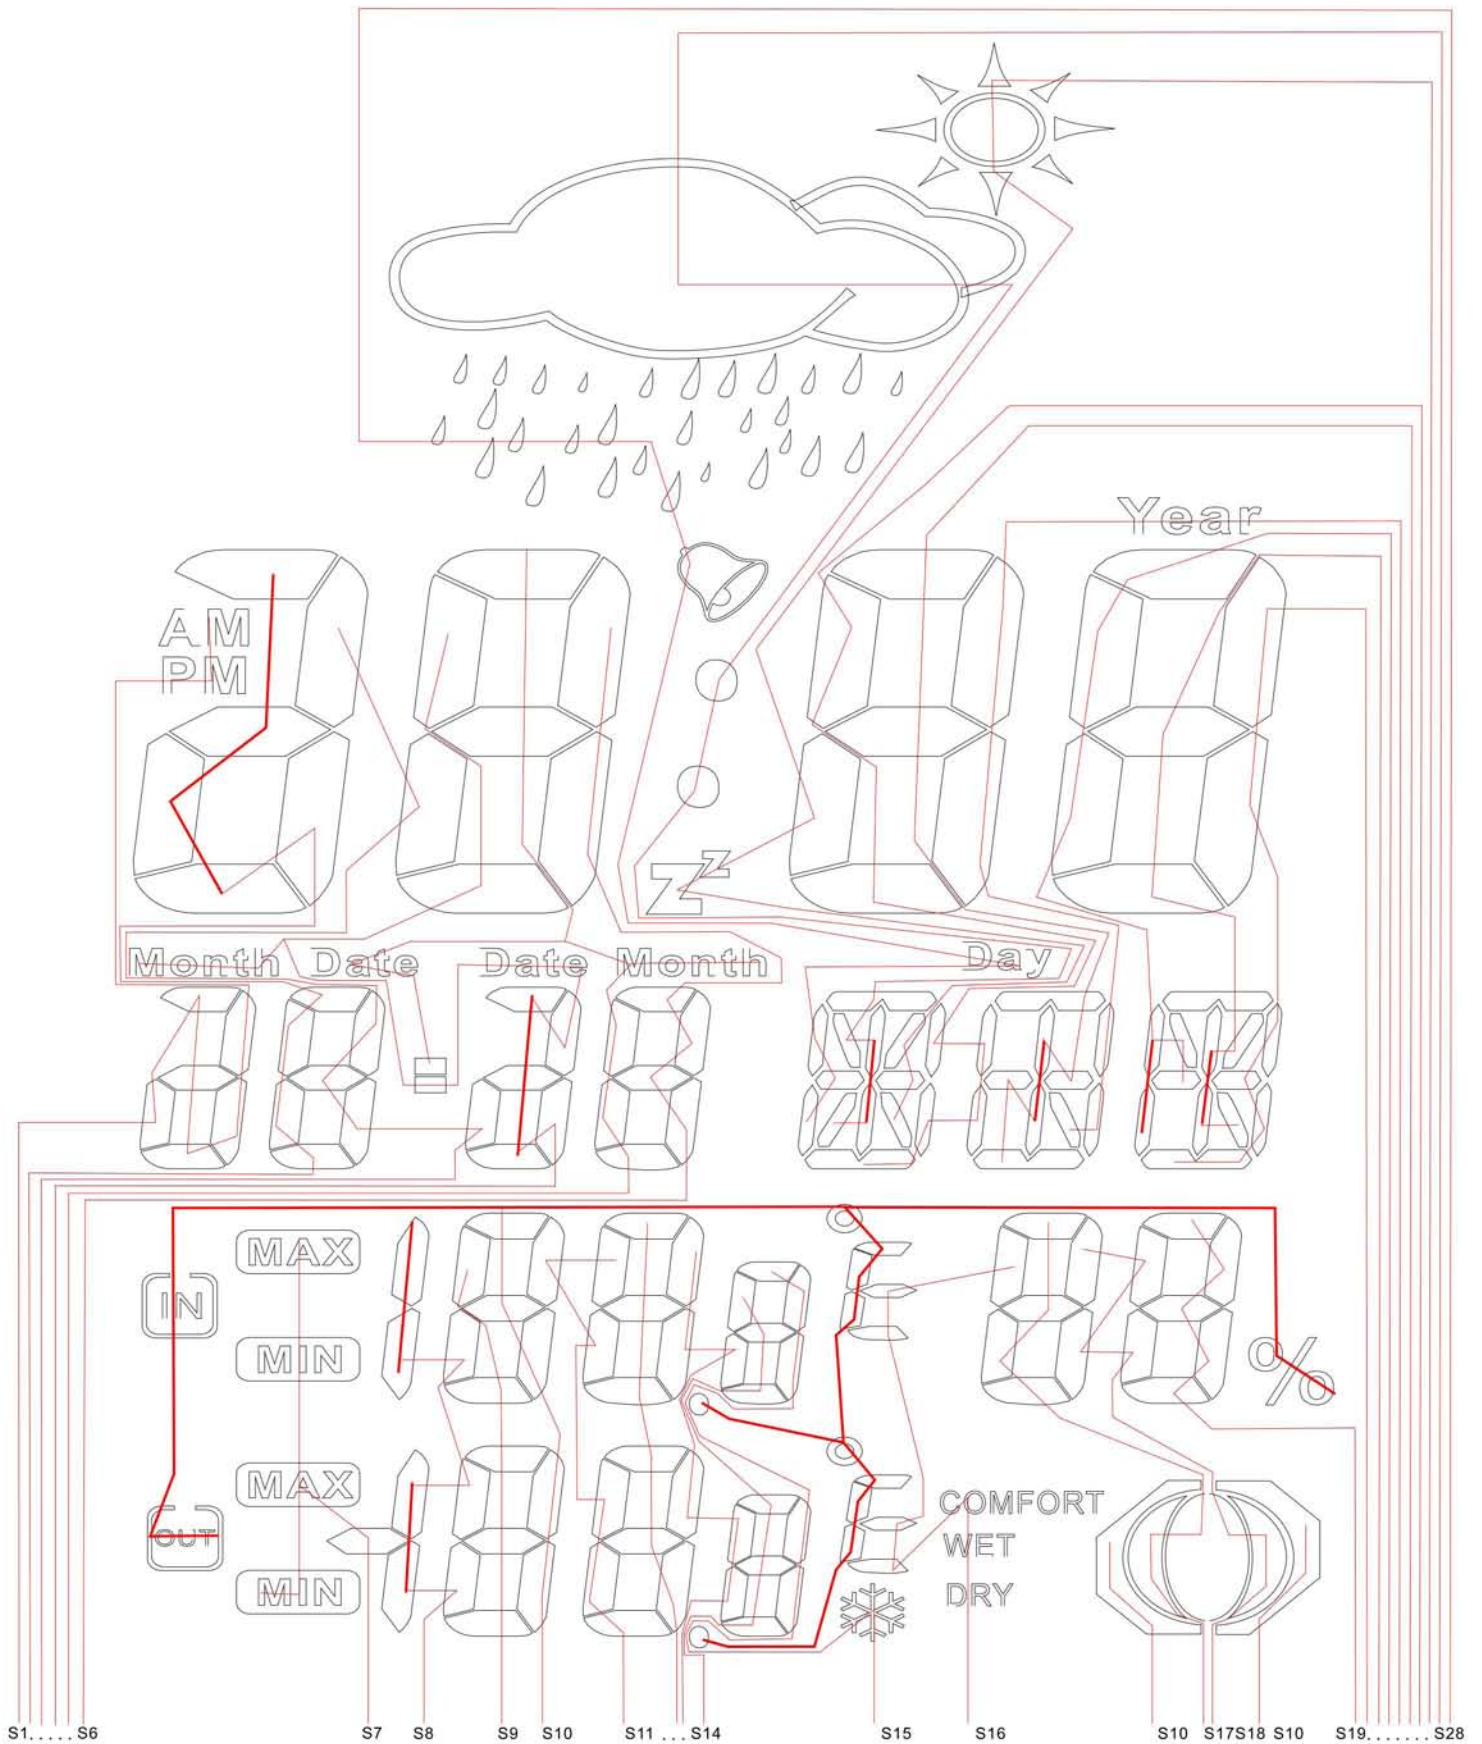 Year
AM
PM
Zz
Month Date Date Month Day
MAX
IN
MIN
%
MAX
OUT
COMFORT
WET
MIN
DRY
S1.....S6 S7 S8 S9 S10 S11 ...S14 S15 S16 S10 S17S18 S10 S19.......S28